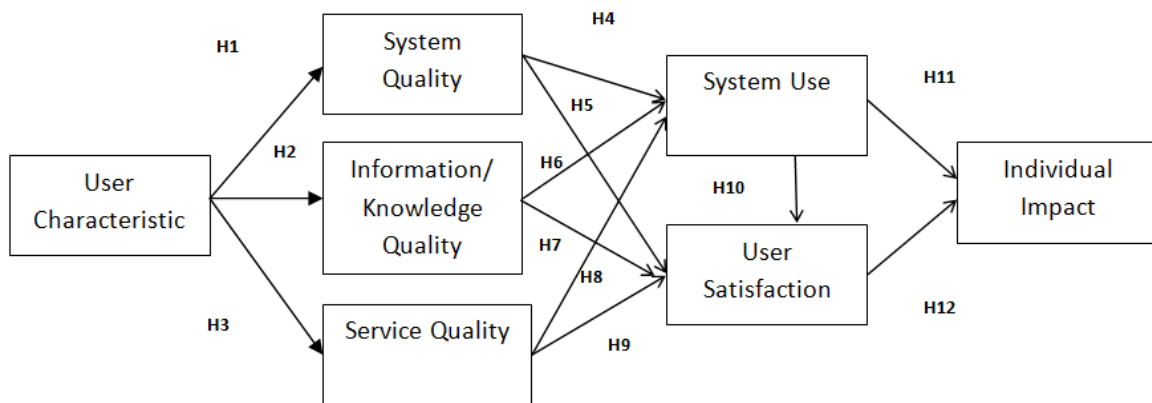 H1
System
Quality
H4
System Use
H11
H5
H2
Information/
Knowledge
Quality
H6
User
Characteristic
H10
Individual
Impact
H7
User
Satisfaction
H8
H3
Service Quality
H9
H12